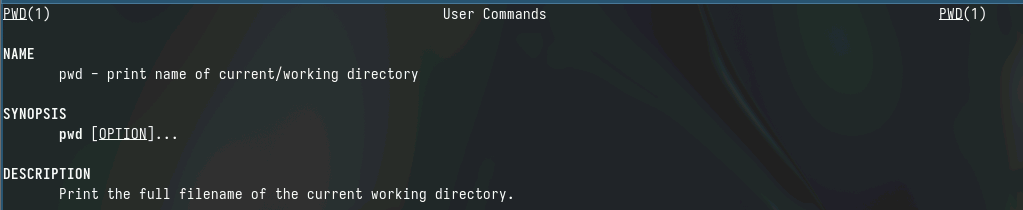 PWD(1) User Commands PWD(1)
NAME
pwd - print name of current/working directory
SYNOPSIS
pwd [OPTION]...
DESCRIPTION
Print the full filename of the current working directory.